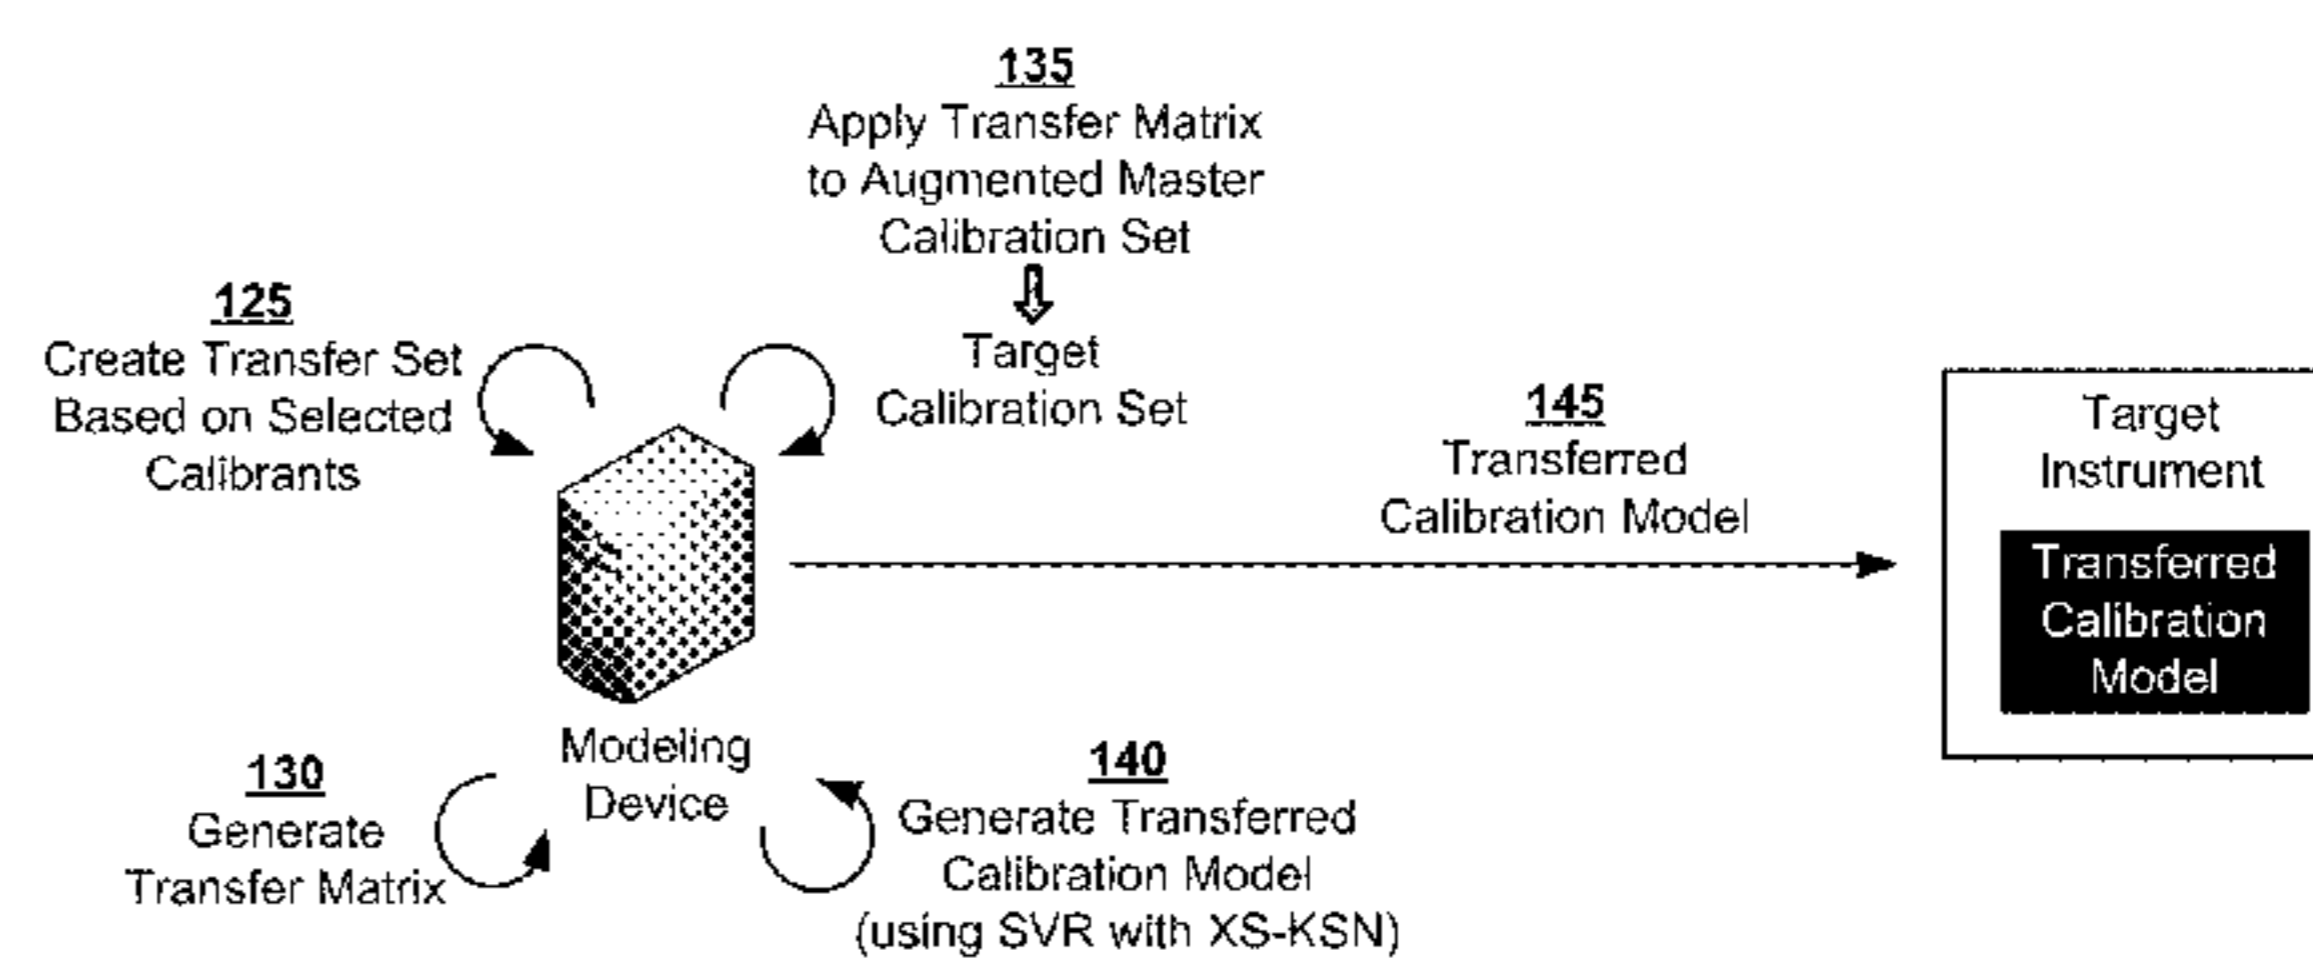 135
Apply Transfer Matrix
to Augmented Master
Calibration Set
Target
Calibration Set
125
Create Transfer Set
Based on Selected
Calibrants
145
Transferred
Calibration Model
Target
Instrument
Transferred
Calibration
Model
Modeling
Device
130
Generate
Transfer Matrix
140
Generate Transferred
Calibration Model
(using SVR with XS-KSN)